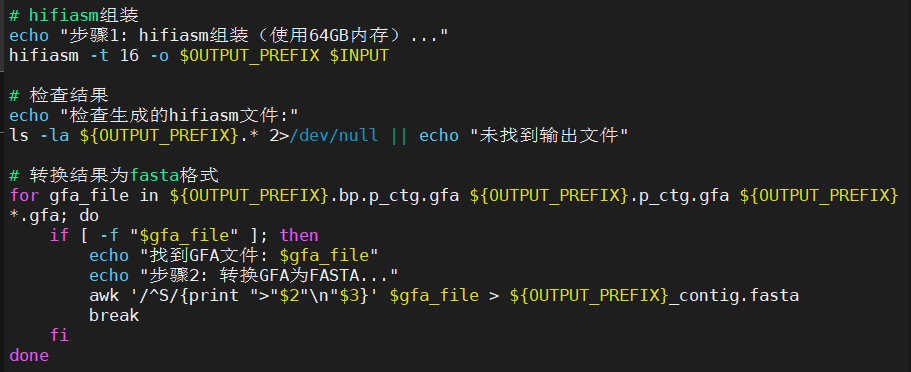 # hifiasm组装
echo "步骤1: hifiasm组装（使用64GB内存）..."
hifiasm -t 16 -o $OUTPUT_PREFIX $INPUT

# 检查结果
echo "检查生成的hifiasm文件:"
ls -la ${OUTPUT_PREFIX}.* 2>/dev/null || echo "未找到输出文件"

# 转换结果为fasta格式
for gfa_file in ${OUTPUT_PREFIX}.bp.p_ctg.gfa ${OUTPUT_PREFIX}.p_ctg.gfa ${OUTPUT_PREFIX}
*.gfa; do
    if [ -f "$gfa_file" ]; then
        echo "找到GFA文件: $gfa_file"
        echo "步骤2: 转换GFA为FASTA..."
        awk '/^S/{print ">"$2"\n"$3}' $gfa_file > ${OUTPUT_PREFIX}_contig.fasta
        break
    fi
done